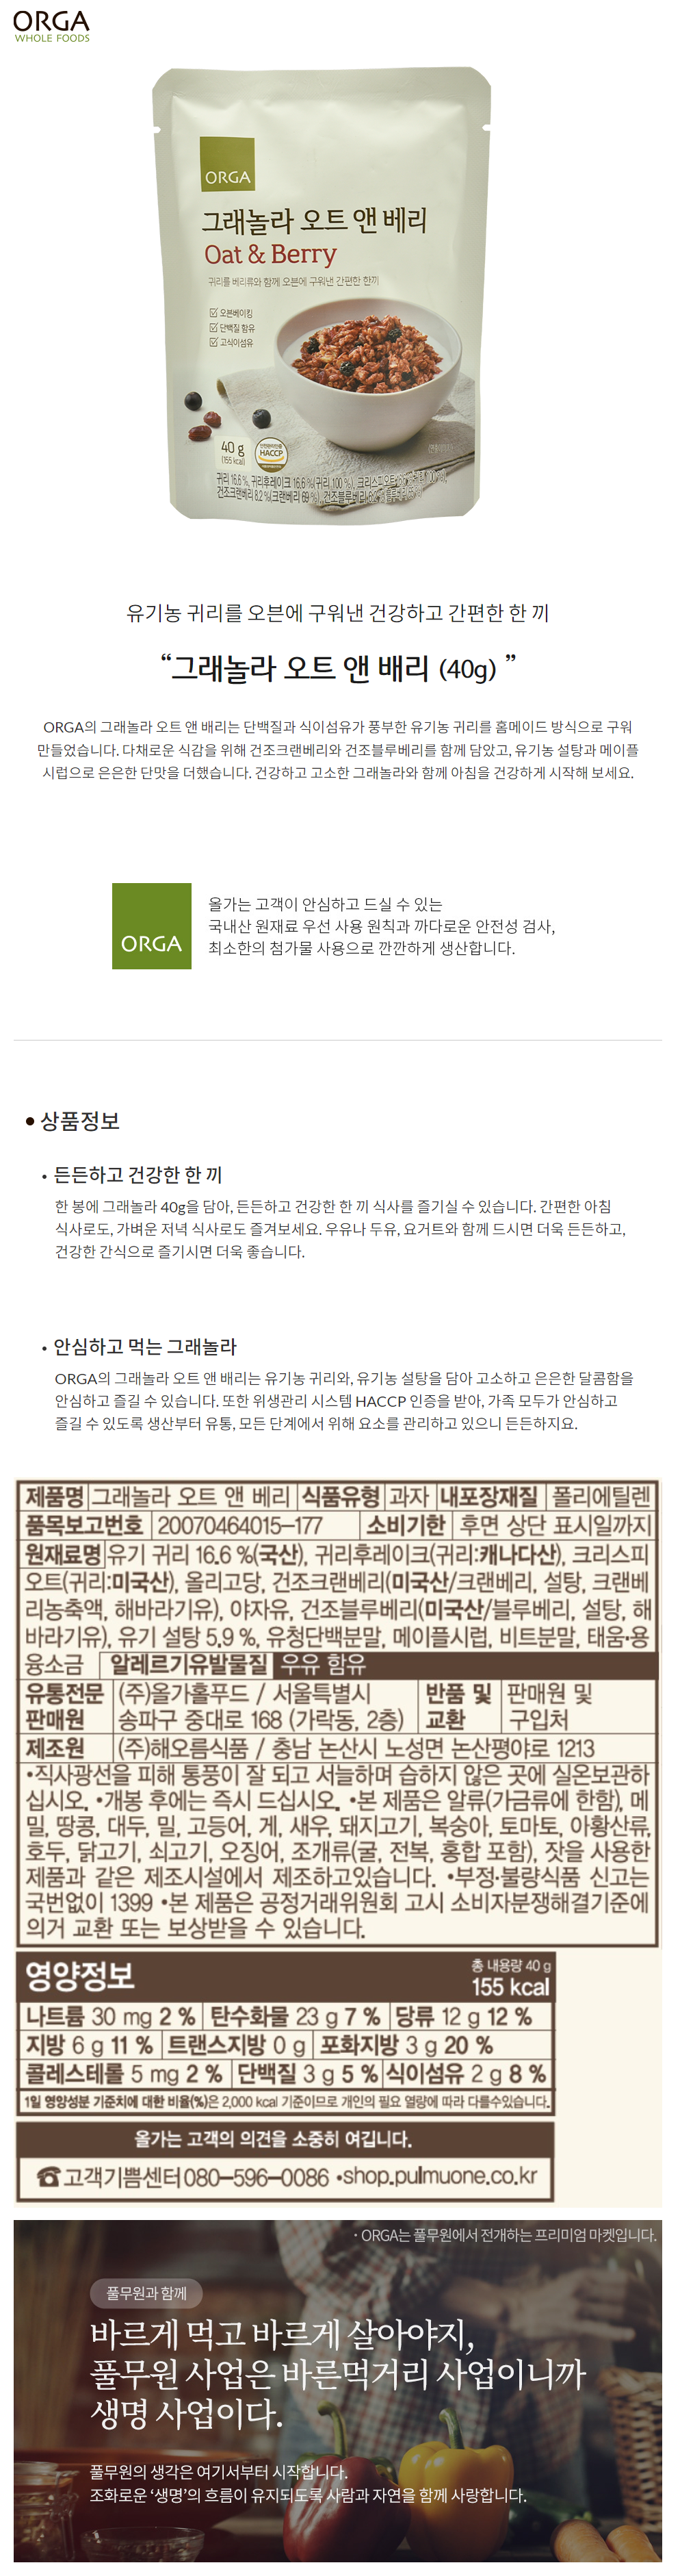 ORGA
WHOLE FOODS
ORGA
그래놀라 오트 앤 베리
Oat & Berry
귀리를 베리류와 함께 오븐에 구워낸 간편한 한끼
오븐베이킹
단백질 함유
고식이섬유
40 g
(155 kcal)
HACCP
귀리 16.6 %, 귀리후레이크 16.6 %(귀리 100 %), 크리스피오트
건조크랜베리 8.2 %(크랜베리 69 %), 건조블루베리
유기농 귀리를 오븐에 구워낸 건강하고 간편한 한 끼
“그래놀라 오트 앤 배리 (40g) ”
ORGA의 그래놀라 오트 앤 배리는 단백질과 식이섬유가 풍부한 유기농 귀리를 홈메이드 방식으로 구워
만들었습니다. 다채로운 식감을 위해 건조크랜베리와 건조블루베리를 함께 담았고, 유기농 설탕과 메이플
시럽으로 은은한 단맛을 더했습니다. 건강하고 고소한 그래놀라와 함께 아침을 건강하게 시작해 보세요.
ORGA
올가는 고객이 안심하고 드실 수 있는
국내산 원재료 우선 사용 원칙과 까다로운 안전성 검사,
최소한의 첨가물 사용으로 깐깐하게 생산합니다.
• 상품정보
• 든든하고 건강한 한 끼
한 봉에 그래놀라 40g을 담아, 든든하고 건강한 한 끼 식사를 즐기실 수 있습니다. 간편한 아침
식사로도, 가벼운 저녁 식사로도 즐겨보세요. 우유나 두유, 요거트와 함께 드시면 더욱 든든하고,
건강한 간식으로 즐기시면 더욱 좋습니다.
• 안심하고 먹는 그래놀라
ORGA의 그래놀라 오트 앤 배리는 유기농 귀리와, 유기농 설탕을 담아 고소하고 은은한 달콤함을
안심하고 즐길 수 있습니다. 또한 위생관리 시스템 HACCP 인증을 받아, 가족 모두가 안심하고
즐길 수 있도록 생산부터 유통, 모든 단계에서 위해 요소를 관리하고 있으니 든든하지요.
제품명 그래놀라 오트 앤 베리 식품유형 과자 내포장재질 폴리에틸렌
품목보고번호 20070464015-177 소비기한 후면 상단 표시일까지
원재료명 유기 귀리 16.6 %(국산), 귀리후레이크(귀리:캐나다산), 크리스피
오트(귀리:미국산), 올리고당, 건조크랜베리(미국산/크랜베리, 설탕, 크랜베
리농축액, 해바라기유), 야자유, 건조블루베리(미국산/블루베리, 설탕, 해
바라기유), 유기 설탕 5.9 %, 유청단백분말, 메이플시럽, 비트분말, 태움·용
융소금 알레르기유발물질 우유 함유
유통전문 (주)올가홀푸드 / 서울특별시 반품 및 판매원 및
판매원 송파구 중대로 168 (가락동, 2층) 교환 구입처
제조원 (주)해오름식품 / 충남 논산시 노성면 논산평야로 1213
•직사광선을 피해 통풍이 잘 되고 서늘하며 습하지 않은 곳에 실온보관하
십시오. •개봉 후에는 즉시 드십시오. •본 제품은 알류(가금류에 한함), 메
밀, 땅콩, 대두, 밀, 고등어, 게, 새우, 돼지고기, 복숭아, 토마토, 아황산류,
호두, 닭고기, 쇠고기, 오징어, 조개류(굴, 전복, 홍합 포함), 잣을 사용한
제품과 같은 제조시설에서 제조하고있습니다. •부정·불량식품 신고는
국번없이 1399 •본 제품은 공정거래위원회 고시 소비자분쟁해결기준에
의거 교환 또는 보상받을 수 있습니다.
영양정보 총 내용량 40 g
155 kcal
나트륨 30 mg 2 % 탄수화물 23 g 7 % 당류 12 g 12 %
지방 6 g 11 % 트랜스지방 0 g 포화지방 3 g 20 %
콜레스테롤 5 mg 2 % 단백질 3 g 5 % 식이섬유 2 g 8 %
1일 영양성분 기준치에 대한 비율(%)은 2,000 kcal 기준이므로 개인의 필요 열량에 따라 다를수있습니다.
올가는 고객의 의견을 소중히 여깁니다.
☎고객기쁨센터 080-596-0086 •shop.pulmuone.co.kr
· ORGA는 풀무원에서 전개하는 프리미엄 마켓입니다.
풀무원과 함께
바르게 먹고 바르게 살아야지,
풀무원 사업은 바른먹거리 사업이니까
생명 사업이다.
풀무원의 생각은 여기서부터 시작합니다.
조화로운 ‘생명’의 흐름이 유지되도록 사람과 자연을 함께 사랑합니다.